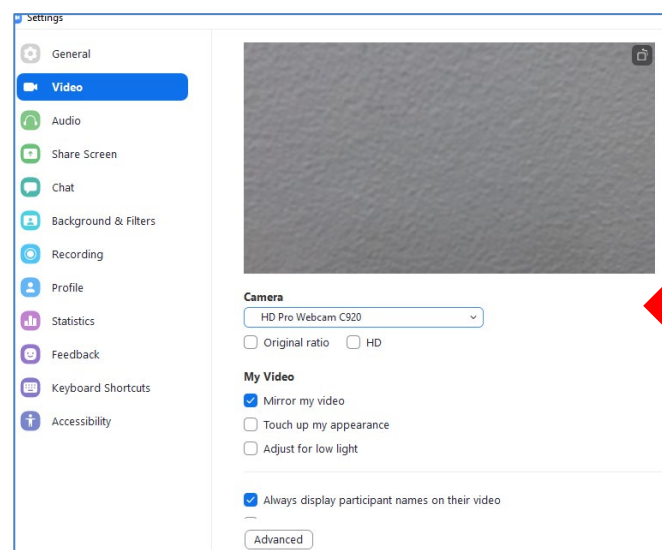 Settings
General
Video
Audio
Share Screen
Chat
Background & Filters
Recording
Profile
Statistics
Feedback
Keyboard Shortcuts
Accessibility
Camera
HD Pro Webcam C920
Original ratio HD
My Video
Mirror my video
Touch up my appearance
Adjust for low light
Always display participant names on their video
Advanced